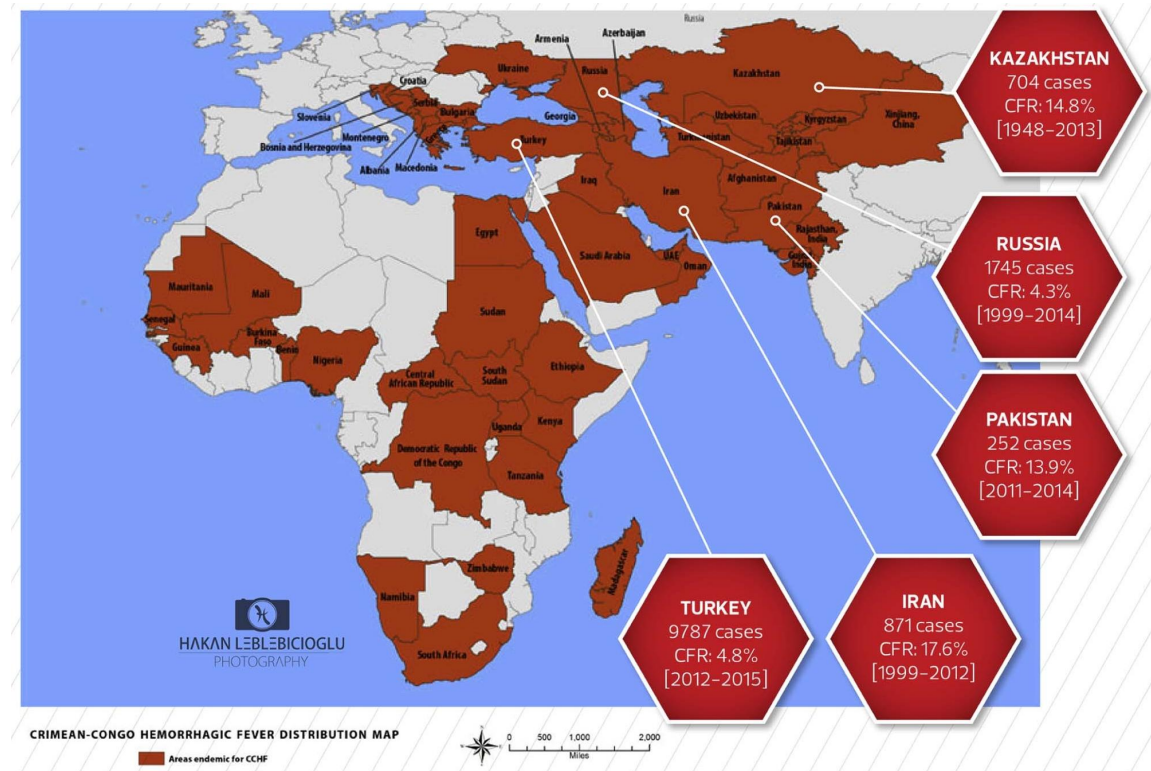 Russia
Armenia
Azerbaijan
Ukraine
Russia
Kazakhstan
Croatia
Slovenia
Serbia
Bulgaria
Georgia
Uzbekistan
Kyrgyzstan
Xinjiang,
China
Montenegro
Bosnia and Herzegovina
Turkey
Tajikistan
Albania
Macedonia
Iraq
Iran
Afghanistan
Pakistan
Rajasthan,
India
Egypt
Saudi Arabia
UAE
Oman
Mauritania
Mali
Sudan
Senegal
Burkina
Foso
Guinea
Benin
Nigeria
Central
African Republic
South
Sudan
Ethiopia
Uganda
Kenya
Democratic Republic
of the Congo
Tanzania
Zimbabwe
Madagascar
Namibia
South Africa
KAZAKHSTAN
704 cases
CFR: 14.8%
[1948–2013]
RUSSIA
1745 cases
CFR: 4.3%
[1999–2014]
PAKISTAN
252 cases
CFR: 13.9%
[2011–2014]
TURKEY
9787 cases
CFR: 4.8%
[2012–2015]
IRAN
871 cases
CFR: 17.6%
[1999–2012]
HAKAN LEBLEBICIOGLU
PHOTOGRAPHY
CRIMEAN-CONGO HEMORRHAGIC FEVER DISTRIBUTION MAP
Areas endemic for CCHF
0 500 1,000 2,000
Miles